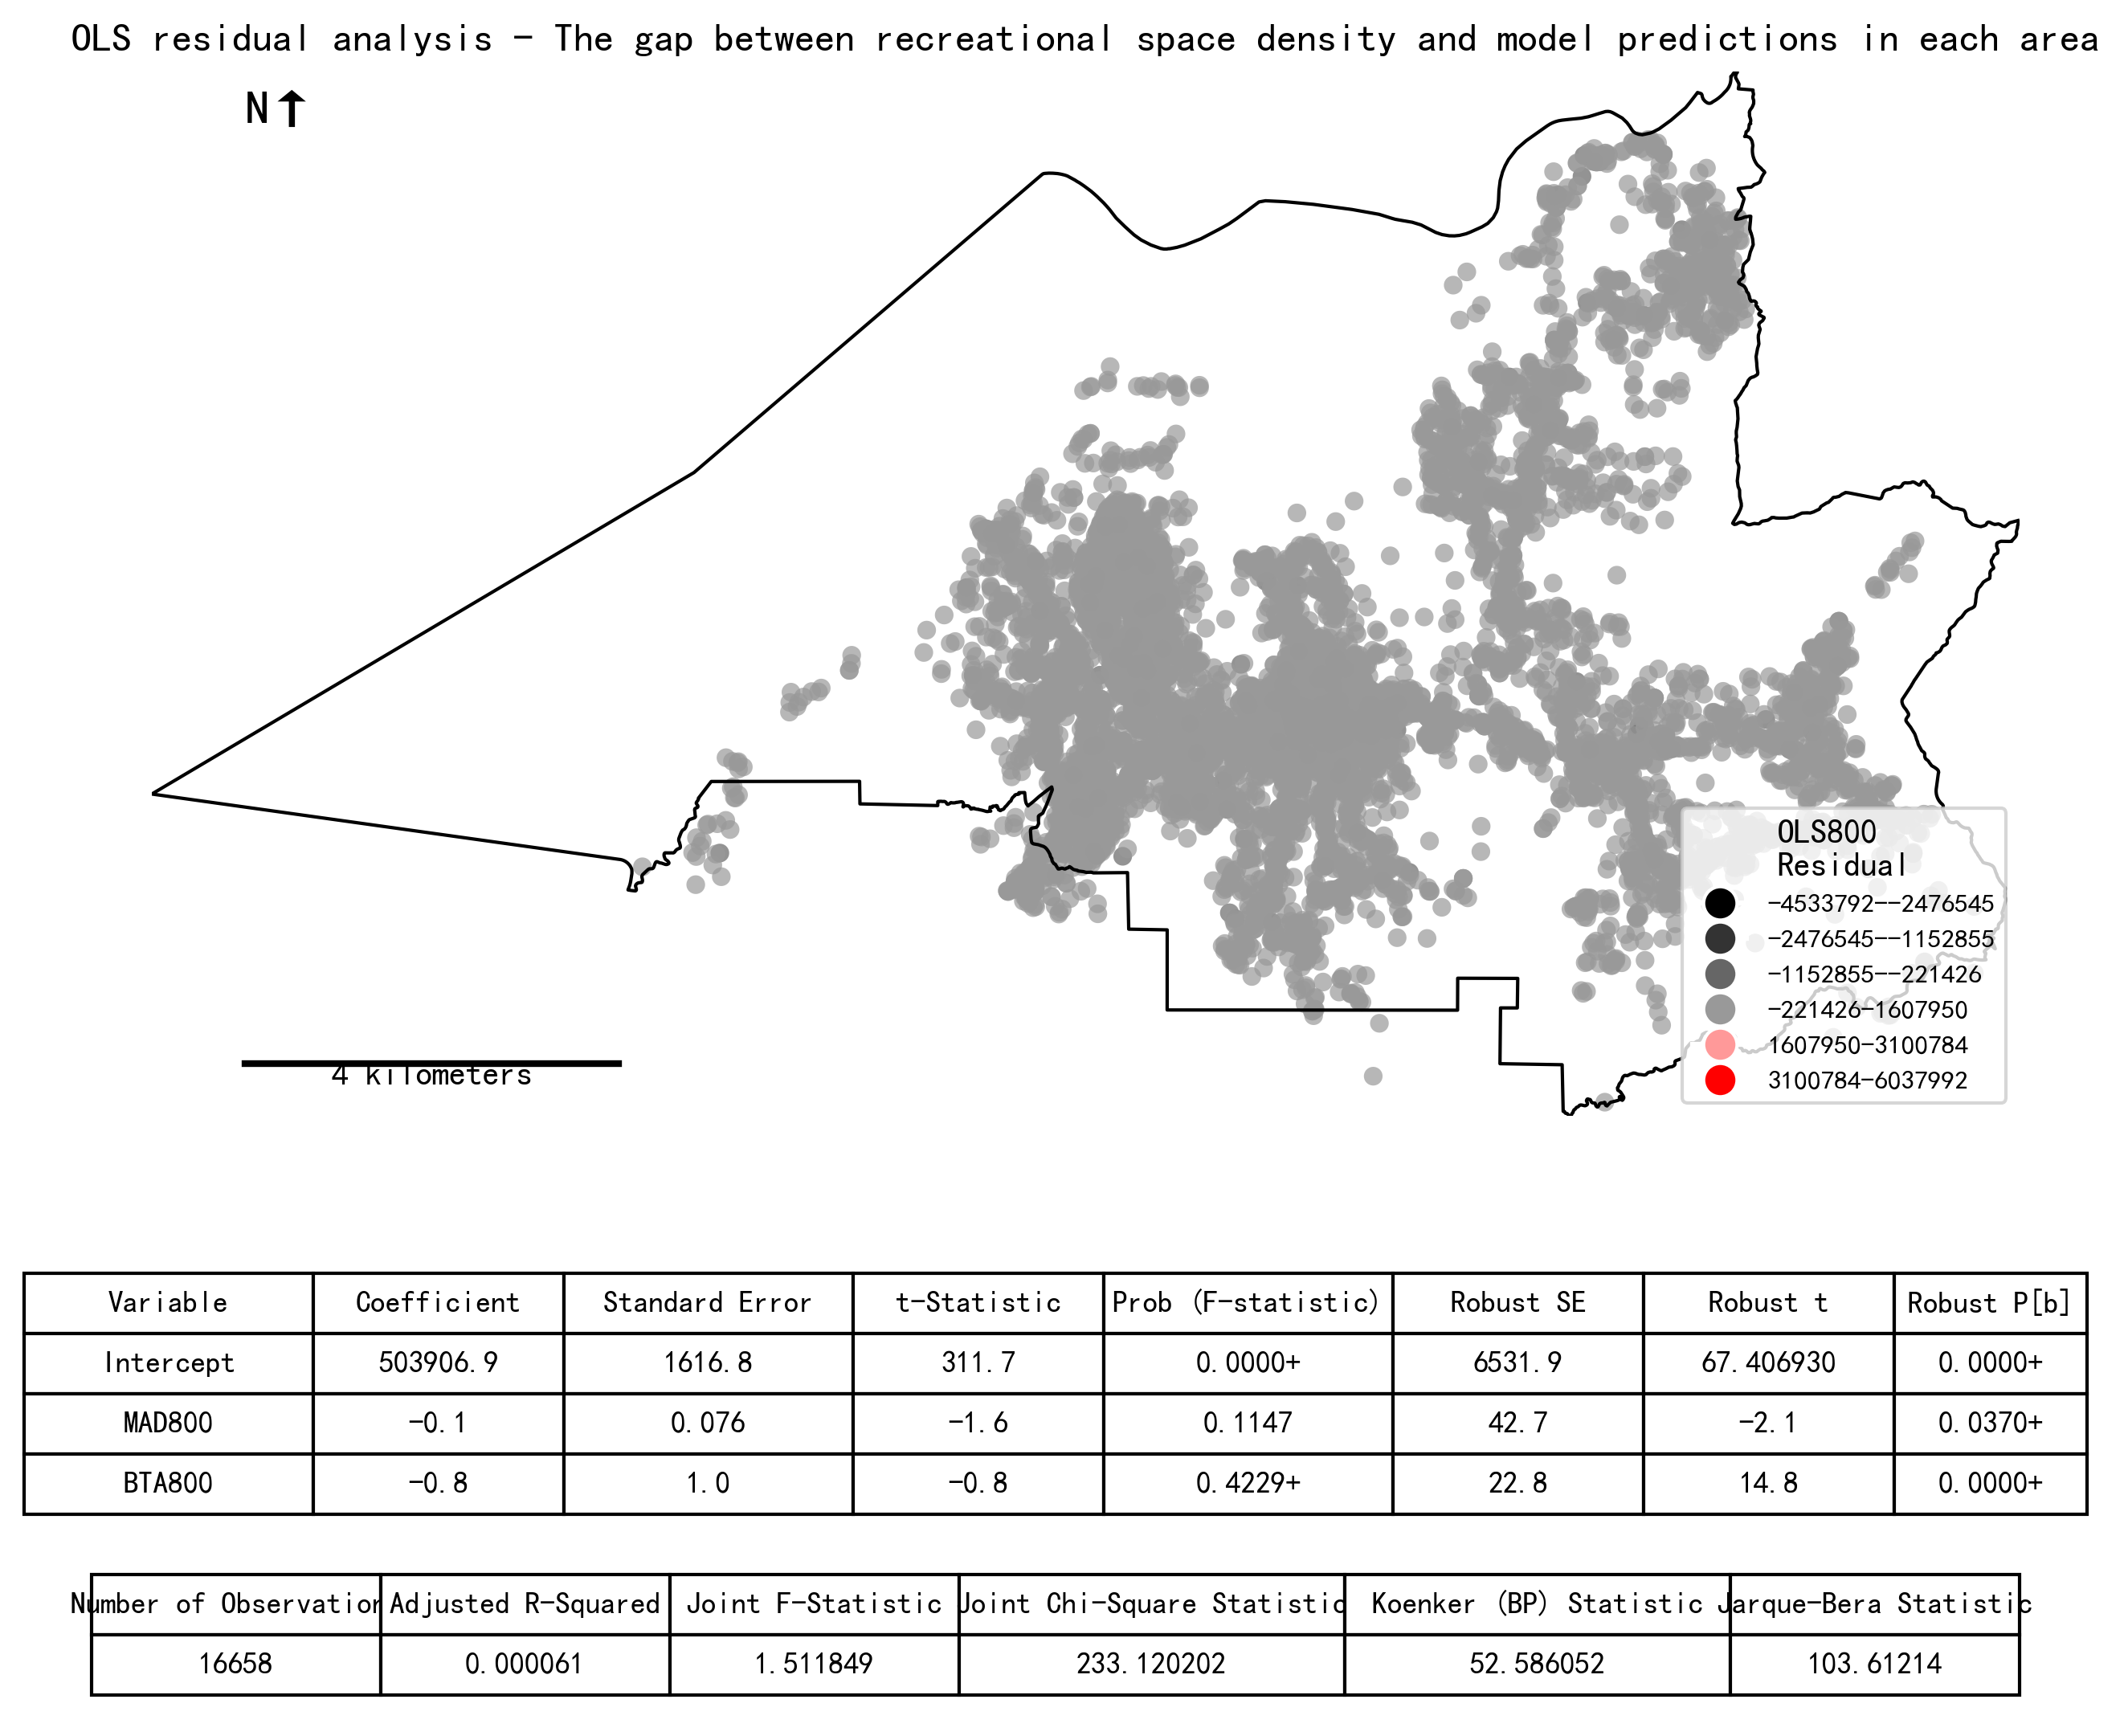 OLS residual analysis - The gap between recreational space density and model predictions in each area
N
OLS800
Residual
-4533792--2476545
-2476545--1152855
-1152855--221426
-221426-1607950
1607950-3100784
3100784-6037992
4 kilometers
Variable Coefficient Standard Error t-Statistic Prob (F-statistic) Robust SE Robust t Robust P[b]
Intercept 503906.9 1616.8 311.7 0.0000+ 6531.9 67.406930 0.0000+
MAD800 -0.1 0.076 -1.6 0.1147 42.7 -2.1 0.0370+
BTA800 -0.8 1.0 -0.8 0.4229+ 22.8 14.8 0.0000+
Number of Observation Adjusted R-Squared Joint F-Statistic Joint Chi-Square Statistic Koenker (BP) Statistic Jarque-Bera Statistic
16658 0.000061 1.511849 233.120202 52.586052 103.61214